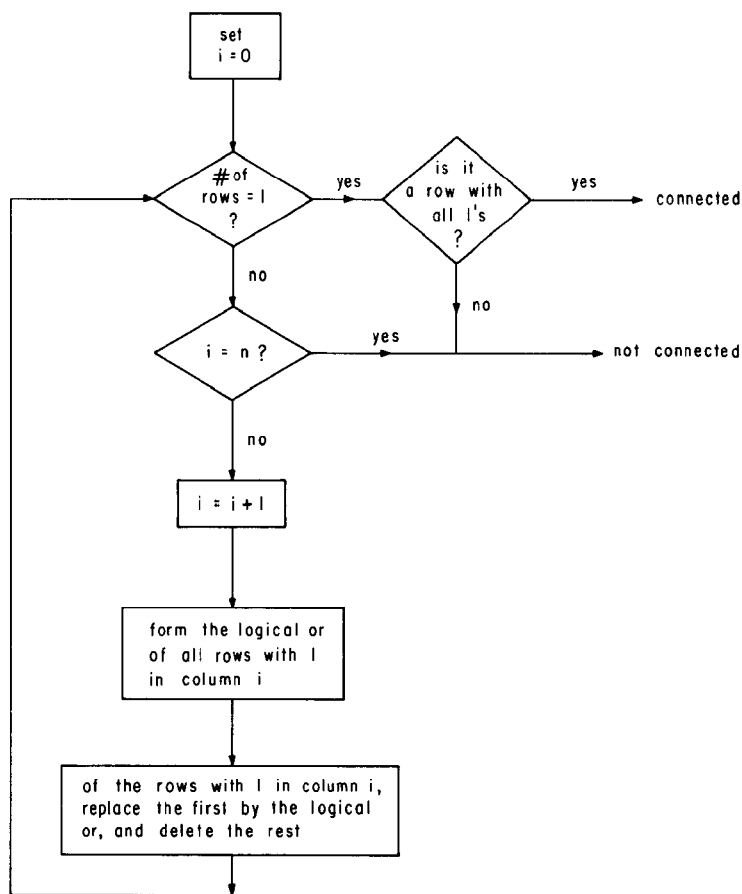 set
i = 0
# of
rows = 1
?
yes
is it
a row with
all 1's
?
yes
connected
no
no
i = n ?
yes
not connected
no
i = i + 1
form the logical or
of all rows with 1
in column i
of the rows with 1 in column i,
replace the first by the logical
or, and delete the rest